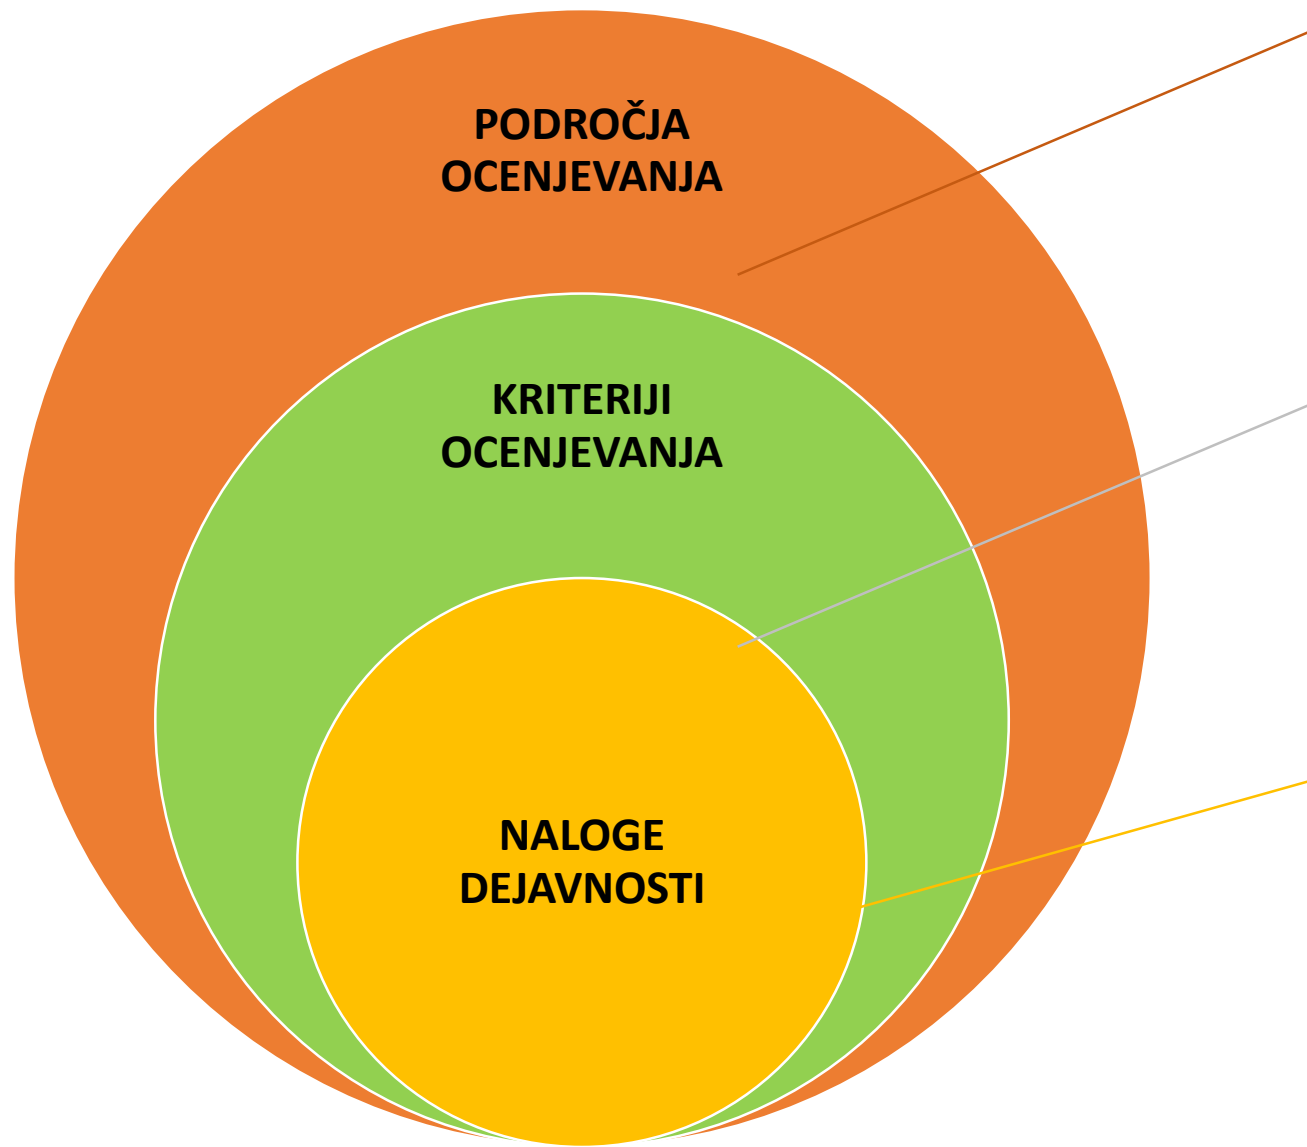 PODROČJA
OCENJEVANJA
KRITERIJI
OCENJEVANJA
NALOGE
DEJAVNOSTI